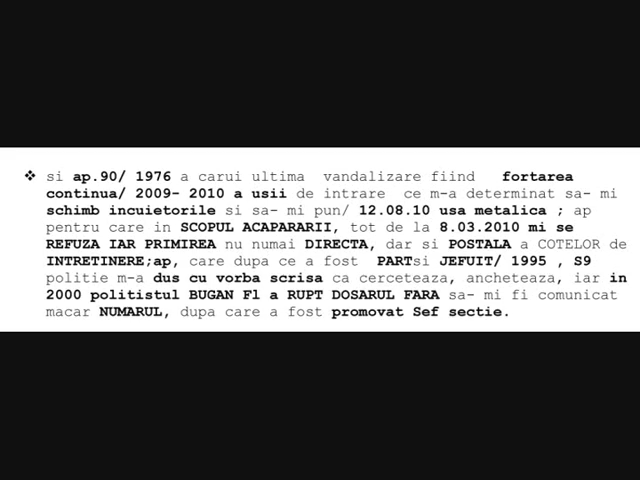 ❖ si ap.90/ 1976 a carui ultima vandalizare fiind fortarea
continua/ 2009- 2010 a usii de intrare ce m-a determinat sa- mi
schimb incuietorile si sa- mi pun/ 12.08.10 usa metalica ; ap
pentru care in SCOPUL ACAPARARII, tot de la 8.03.2010 mi se
REFUZA IAR PRIMIREA nu numai DIRECTA, dar si POSTALA a COTELOR de
INTRETINERE;ap, care dupa ce a fost PARTsi JEFUIT/ 1995 , S9
politie m-a dus cu vorba scrisa ca cerceteaza, ancheteaza, iar in
2000 politistul BUGAN Fl a RUPT DOSARUL FARA sa- mi fi comunicat
macar NUMARUL, dupa care a fost promovat Sef sectie.